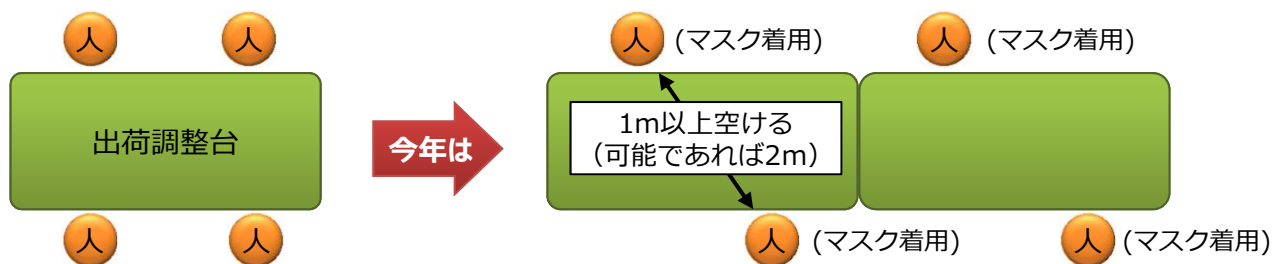 人 人
出荷調整台
人 人
今年は
人 (マスク着用) 人 (マスク着用)
1m以上空ける
（可能であれば2m）
人 (マスク着用) 人 (マスク着用)